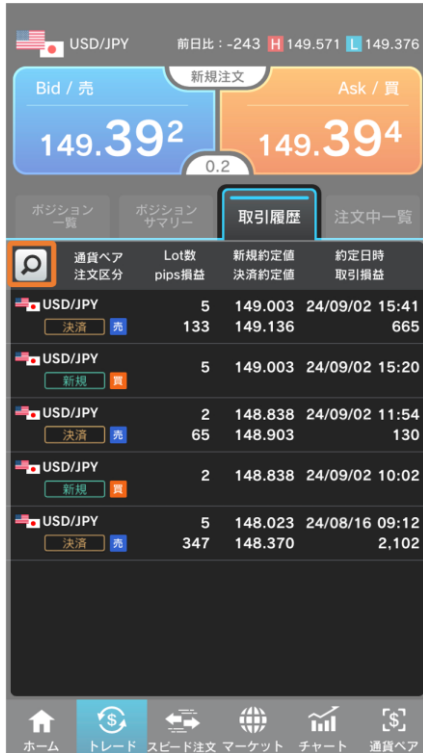 USD/JPY 前日比：-243 H 149.571 L 149.376
新規注文
Bid / 売 Ask / 買
149.392 149.394
0.2
ポジション一覧 ポジションサマリー 取引履歴 注文中一覧
通貨ペア Lot数 新規約定値 約定日時
注文区分 pips損益 決済約定値 取引損益
USD/JPY 5 149.003 24/09/02 15:41
決済 売 133 149.136 665
USD/JPY 5 149.003 24/09/02 15:20
新規 買
USD/JPY 2 148.838 24/09/02 11:54
決済 売 65 148.903 130
USD/JPY 2 148.838 24/09/02 10:02
新規 買
USD/JPY 5 148.023 24/08/16 09:12
決済 売 347 148.370 2,102
ホーム トレード スピード注文 マーケット チャート 通貨ペア